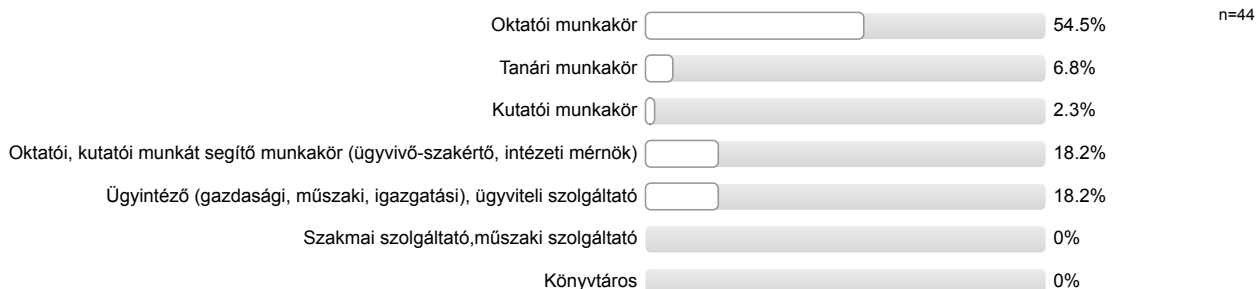 Oktatói munkakör 54.5% n=44
Tanári munkakör 6.8%
Kutatói munkakör 2.3%
Oktatói, kutatói munkát segítő munkakör (ügyvivő-szakértő, intézeti mérnök) 18.2%
Ügyintéző (gazdasági, műszaki, igazgatási), ügyviteli szolgáltató 18.2%
Szakmai szolgáltató,műszaki szolgáltató 0%
Könyvtáros 0%